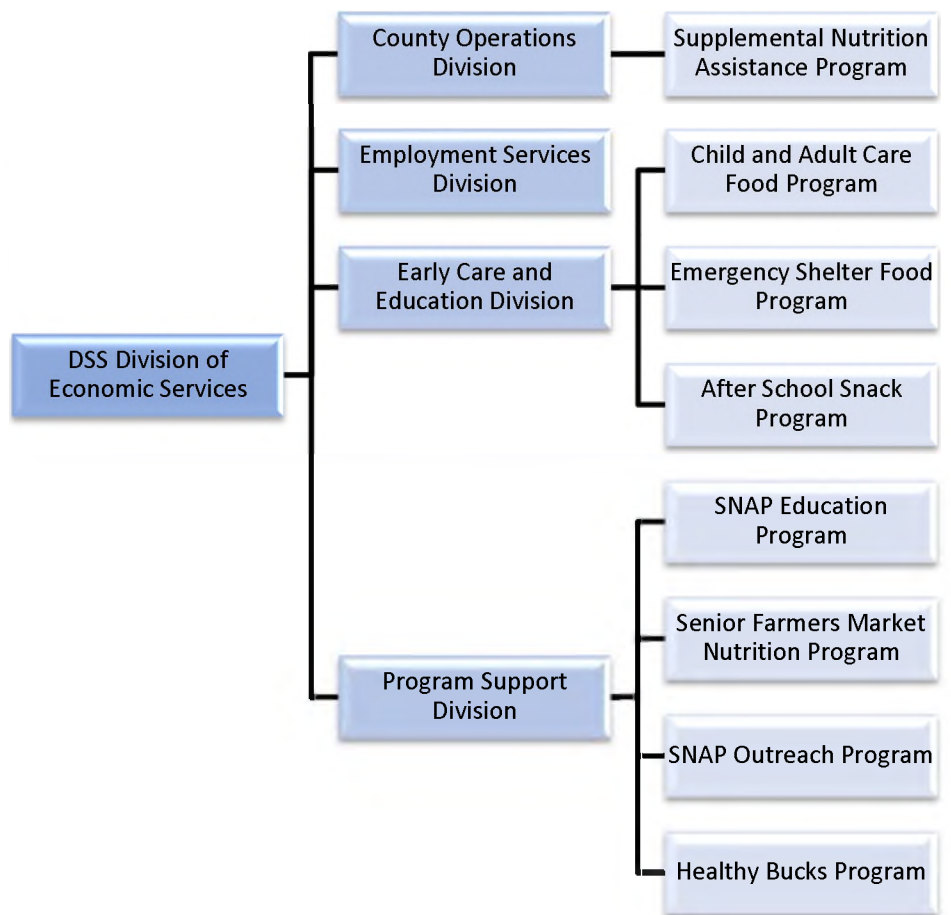 County Operations
Division
Supplemental Nutrition
Assistance Program
Employment Services
Division
Child and Adult Care
Food Program
Early Care and
Education Division
Emergency Shelter Food
Program
DSS Division of
Economic Services
After School Snack
Program
SNAP Education
Program
Senior Farmers Market
Nutrition Program
Program Support
Division
SNAP Outreach Program
Healthy Bucks Program